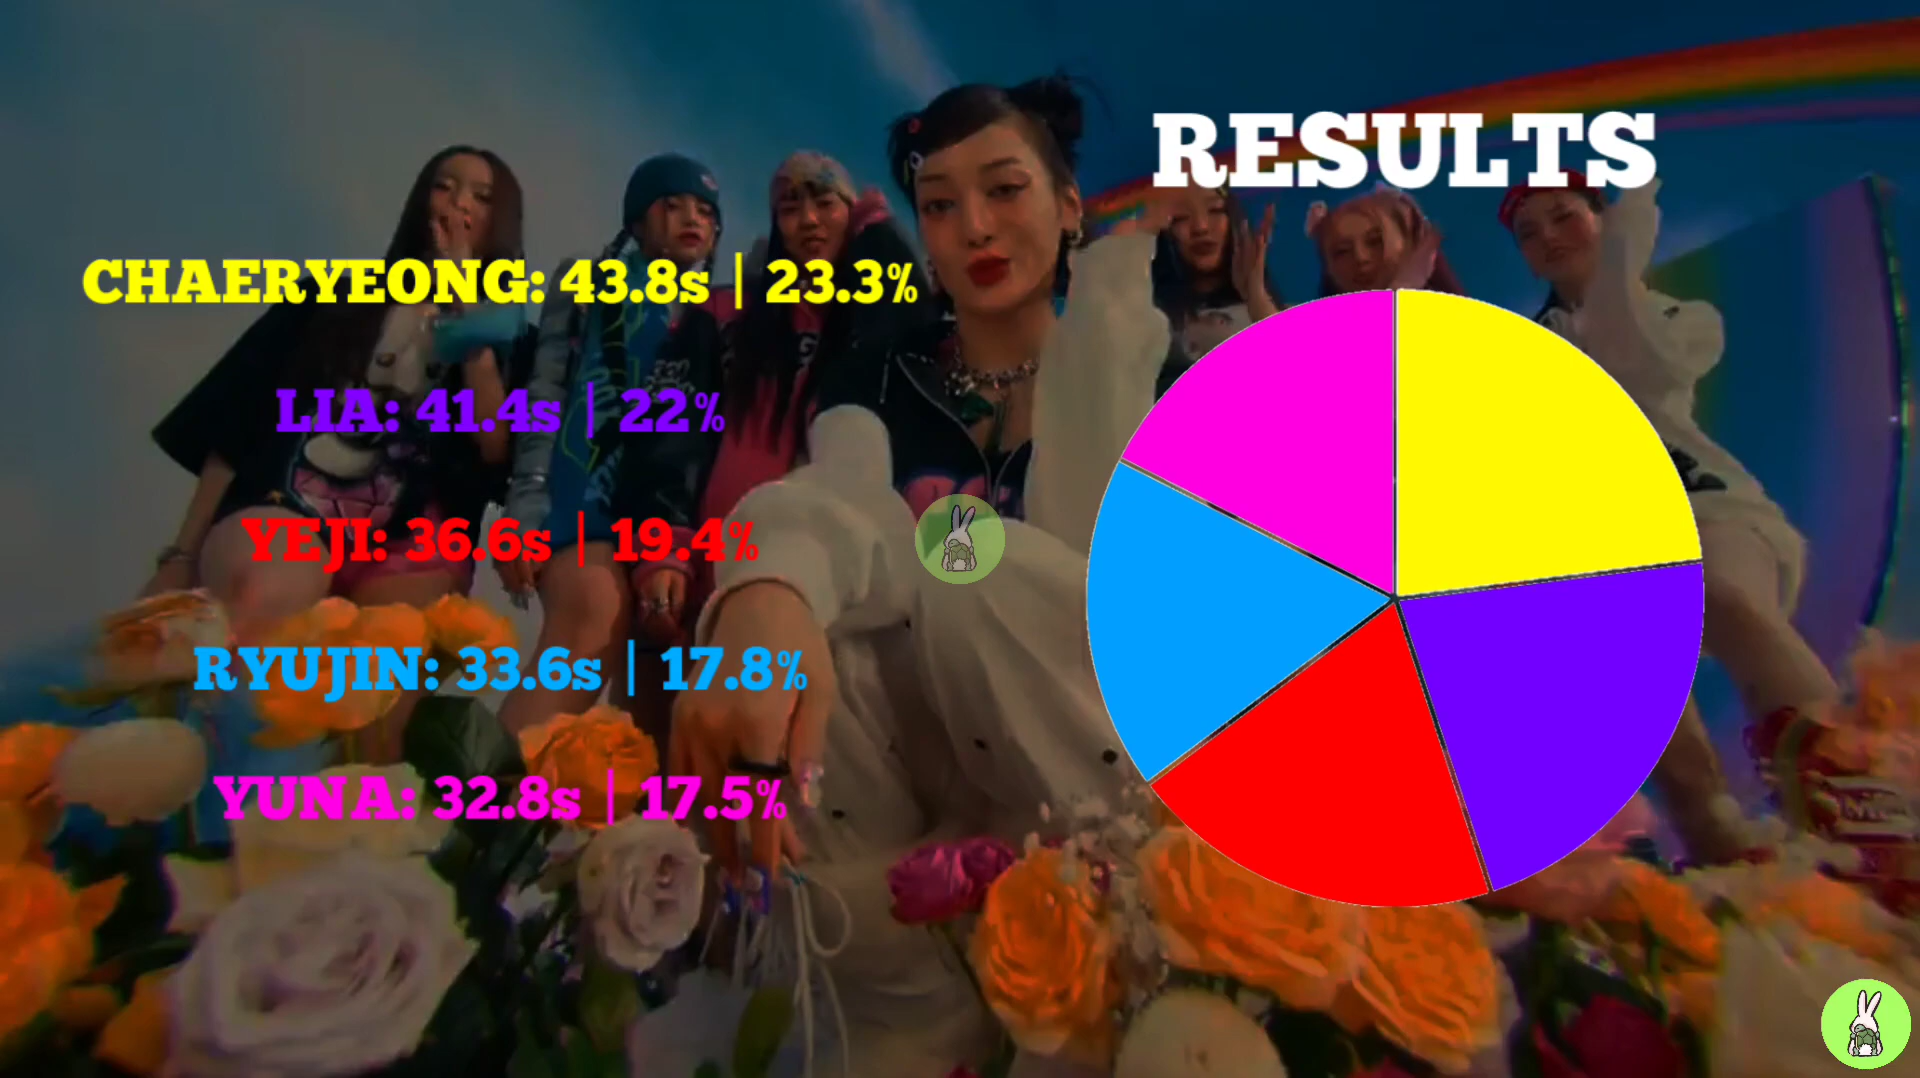 RESULTS
CHAERYEONG: 43.8s | 23.3%
LIA: 41.4s | 22%
YEJI: 36.6s | 19.4%
RYUJIN: 33.6s | 17.8%
YUNA: 32.8s | 17.5%